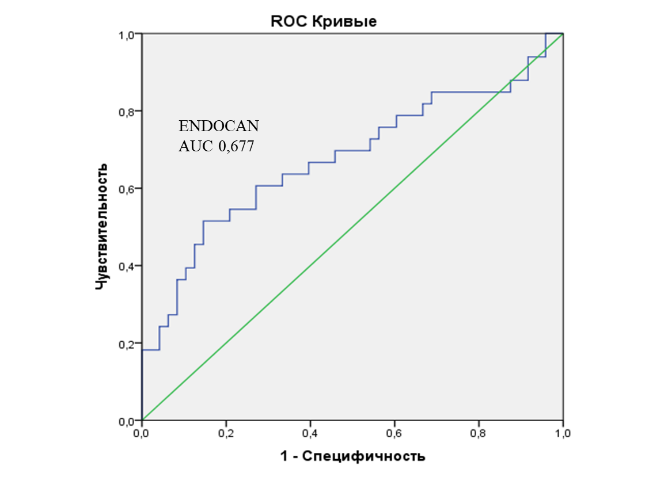 ROC Кривые
1,0
0,8
0,6
0,4
0,2
0,0
Чувствительность
ENDOCAN
AUC 0,677
0,0 0,2 0,4 0,6 0,8 1,0
1 - Специфичность